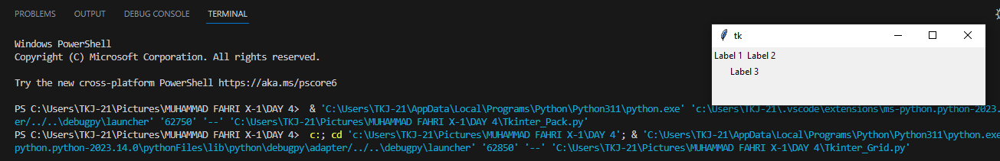 PROBLEMS OUTPUT DEBUG CONSOLE TERMINAL
Windows PowerShell
Copyright (C) Microsoft Corporation. All rights reserved.
Try the new cross-platform PowerShell https://aka.ms/pscore6
PS C:\Users\TKJ-21\Pictures\MUHAMMAD FAHRI X-1\DAY 4> & 'C:\Users\TKJ-21\AppData\Local\Programs\Python\Python311\python.exe' 'c:\Users\TKJ-21\.vscode\extensions\ms-python.python-2023.
er/../..\debugpy\launcher' '62750' '--' 'C:\Users\TKJ-21\Pictures\MUHAMMAD FAHRI X-1\DAY 4\Tkinter_Pack.py'
PS C:\Users\TKJ-21\Pictures\MUHAMMAD FAHRI X-1\DAY 4> c:; cd 'c:\Users\TKJ-21\Pictures\MUHAMMAD FAHRI X-1\DAY 4'; & 'C:\Users\TKJ-21\AppData\Local\Programs\Python\Python311\python.exe
python.python-2023.14.0\pythonFiles\lib\python\debugpy\adapter/../..\debugpy\launcher' '62850' '--' 'C:\Users\TKJ-21\Pictures\MUHAMMAD FAHRI X-1\DAY 4\Tkinter_Grid.py'
tk
Label 1 Label 2
Label 3